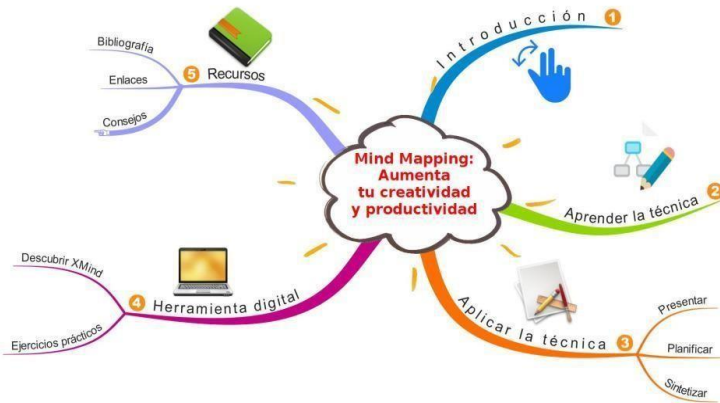 Mind Mapping:
Aumenta
tu creatividad
y productividad
Introducción 1
Aprender la técnica 2
Aplicar la técnica 3
Presentar
Planificar
Sintetizar
4 Herramienta digital
Descubrir XMind
Ejercicios prácticos
5 Recursos
Bibliografía
Enlaces
Consejos